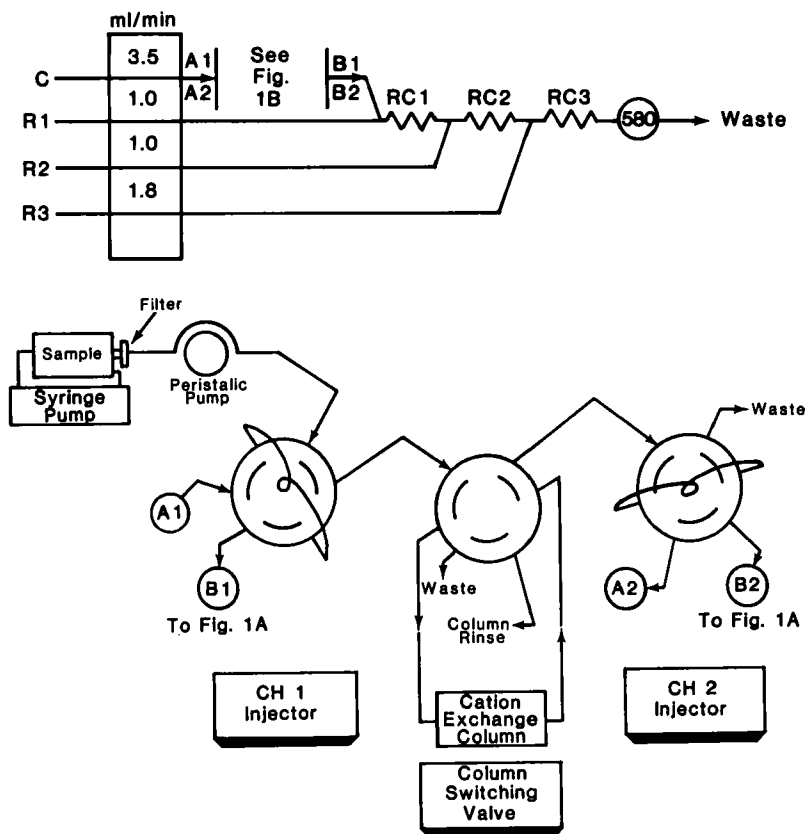 ml/min
3.5
1.0
1.0
1.8
C
R1
R2
R3
A1
A2
See
Fig.
1B
B1
B2
RC1
RC2
RC3
580
Waste
Filter
Sample
Syringe
Pump
Peristalic
Pump
A1
B1
To Fig. 1A
Waste
Column
Rinse
Waste
A2
B2
To Fig. 1A
CH 1
Injector
Cation
Exchange
Column
CH 2
Injector
Column
Switching
Valve